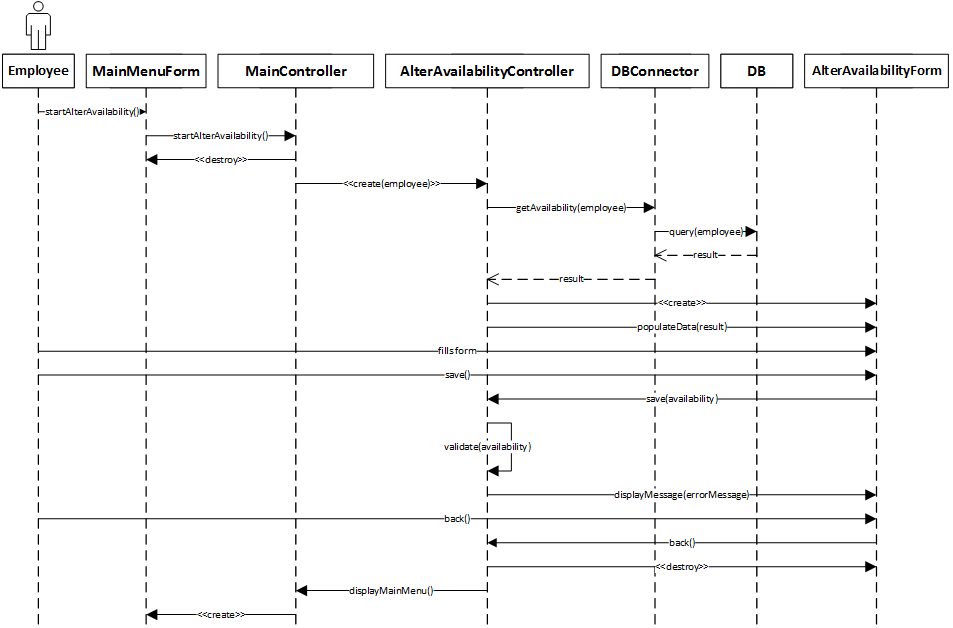 Employee
MainMenuForm
MainController
AlterAvailabilityController
DBConnector
DB
AlterAvailabilityForm
startAlterAvailability()
startAlterAvailability()
<<destroy>>
<<create(employee)>>
getAvailability(employee)
query(employee)
result
result
<<create>>
populateData(result)
fills form
save()
save(availability)
validate(availability)
displayMessage(errorMessage)
back()
back()
<<destroy>>
displayMainMenu()
<<create>>